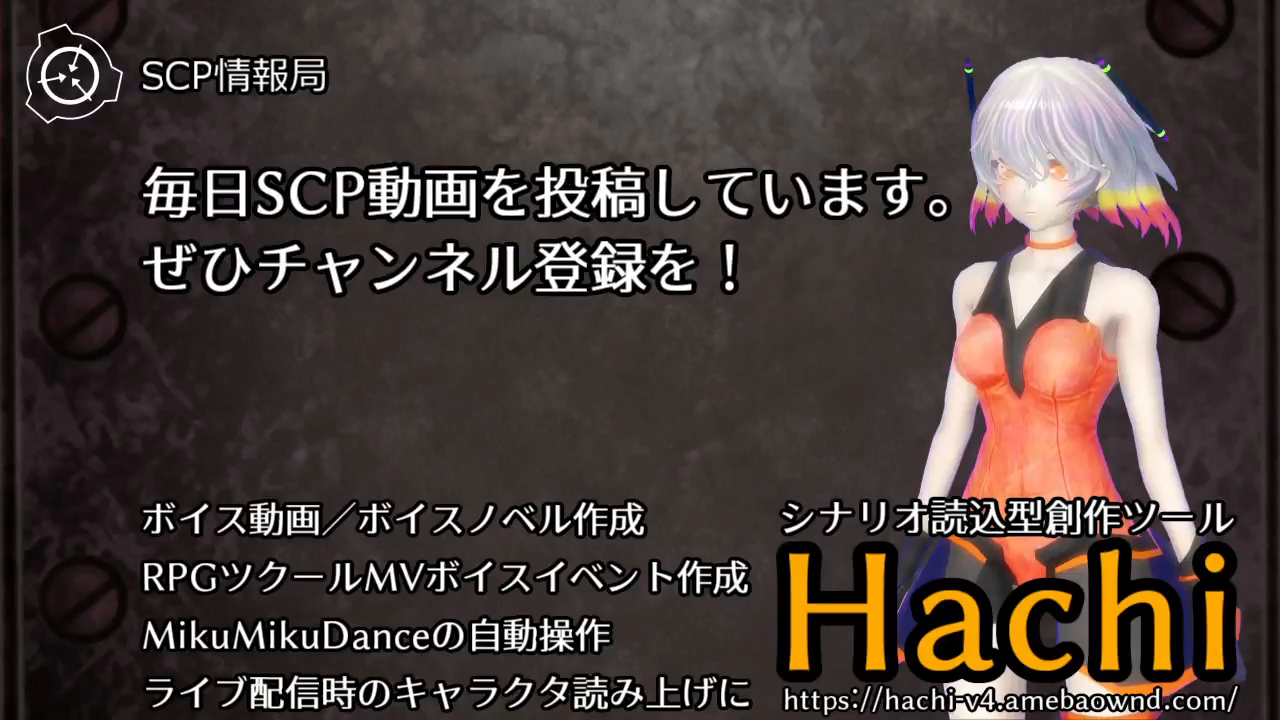 SCP情報局
毎日SCP動画を投稿しています。
ぜひチャンネル登録を！
ボイス動画／ボイスノベル作成
RPGツクールMVボイスイベント作成
MikuMikuDanceの自動操作
ライブ配信時のキャラクタ読み上げに
シナリオ読込型創作ツール
Hachi
https://hachi-v4.amebaownd.com/